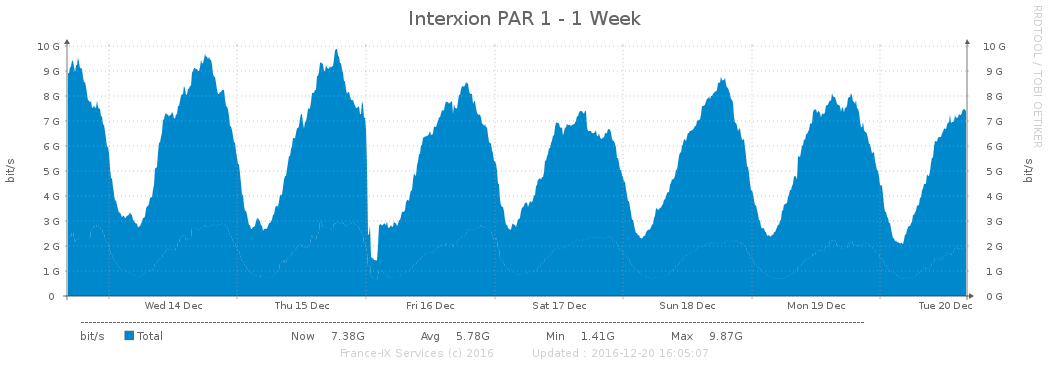 Interxion PAR 1 - 1 Week
RRDTOOL / TOBI OETIKER
10 G 10 G
9 G 9 G
8 G 8 G
7 G 7 G
6 G 6 G
5 G 5 G
4 G 4 G
3 G 3 G
2 G 2 G
1 G 1 G
0 0 G
bit/s bit/s
Wed 14 Dec Thu 15 Dec Fri 16 Dec Sat 17 Dec Sun 18 Dec Mon 19 Dec Tue 20 Dec
bit/s Total Now 7.38G Avg 5.78G Min 1.41G Max 9.87G
France-IX Services (c) 2016 Updated : 2016-12-20 16:05:07